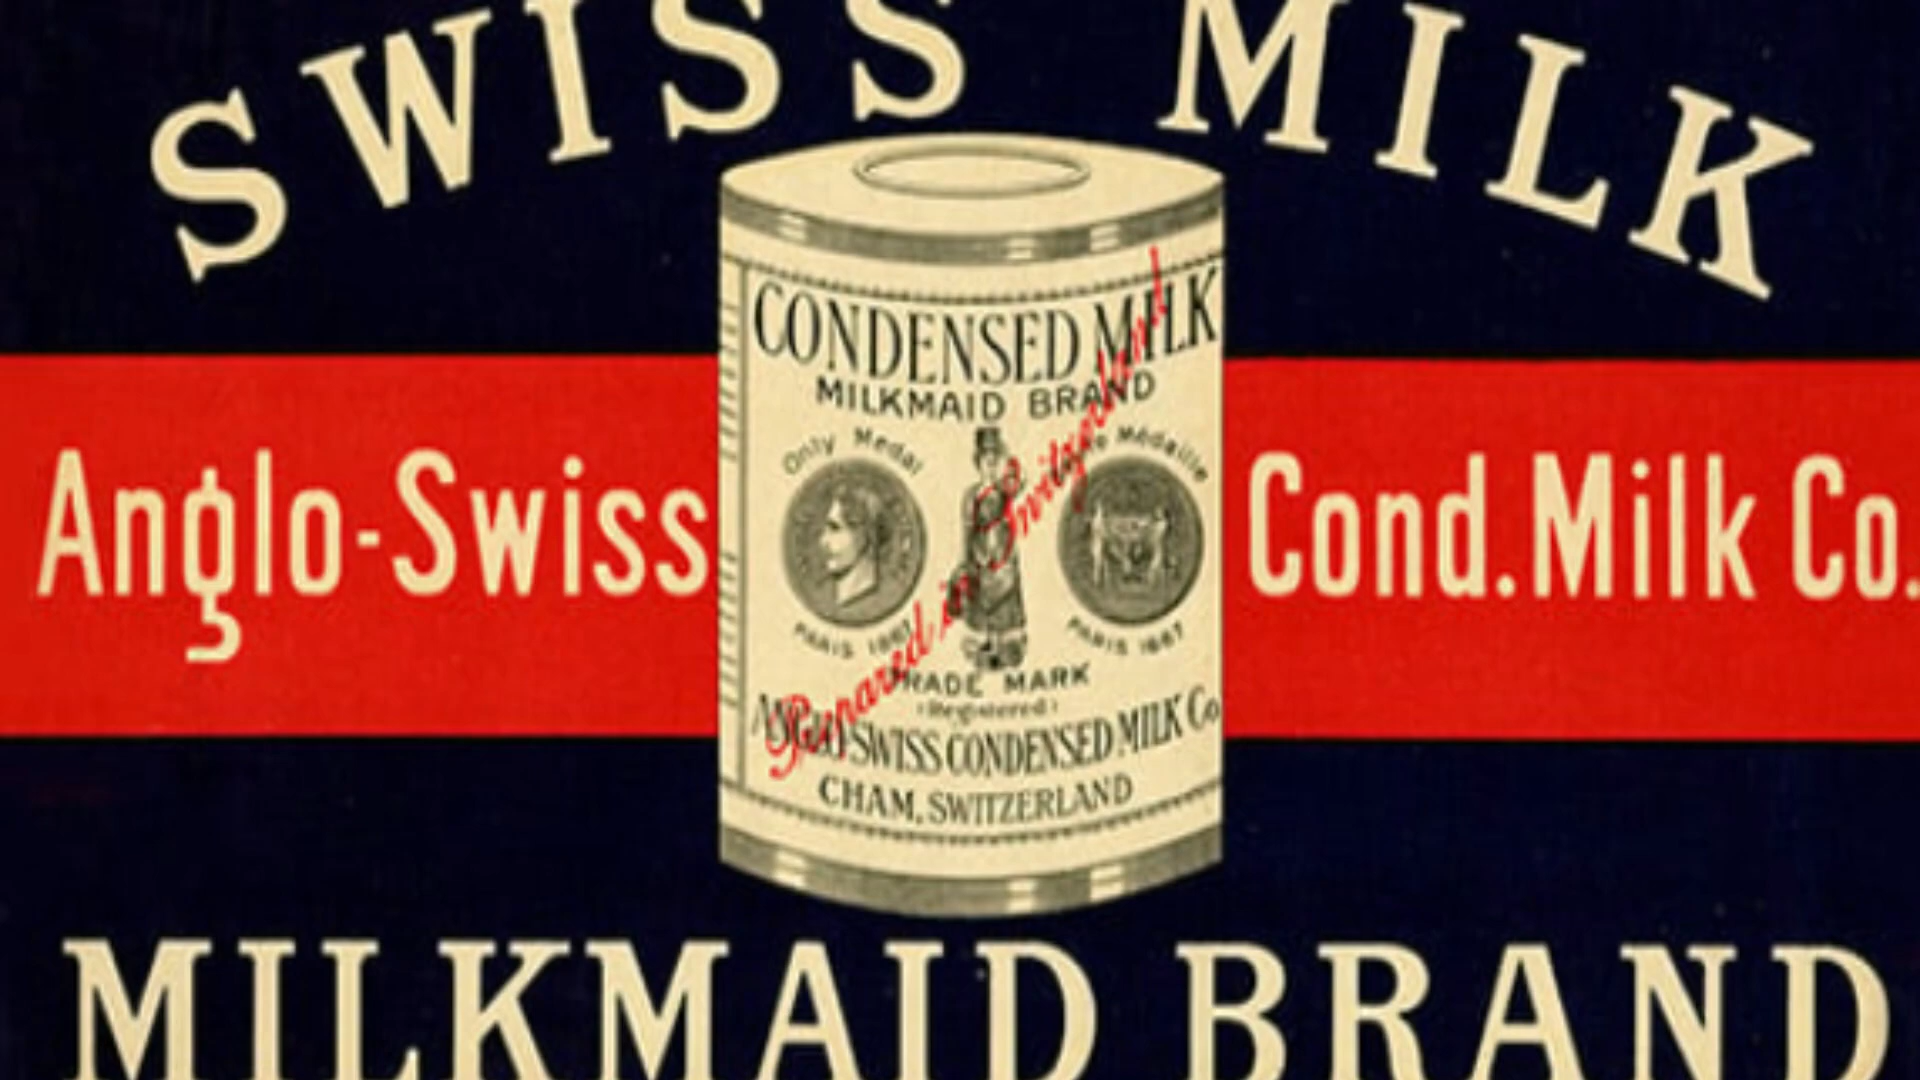 SWISS MILK
CONDENSED MILK
MILKMAID BRAND
Only Medal
Médaille
PARIS 1867
PARIS 1867
TRADE MARK
(Registered)
ANGLO-SWISS CONDENSED MILK Co
CHAM, SWITZERLAND
Prepared in Switzerland
Anglo-Swiss
Cond. Milk Co.
MILKMAID BRAND